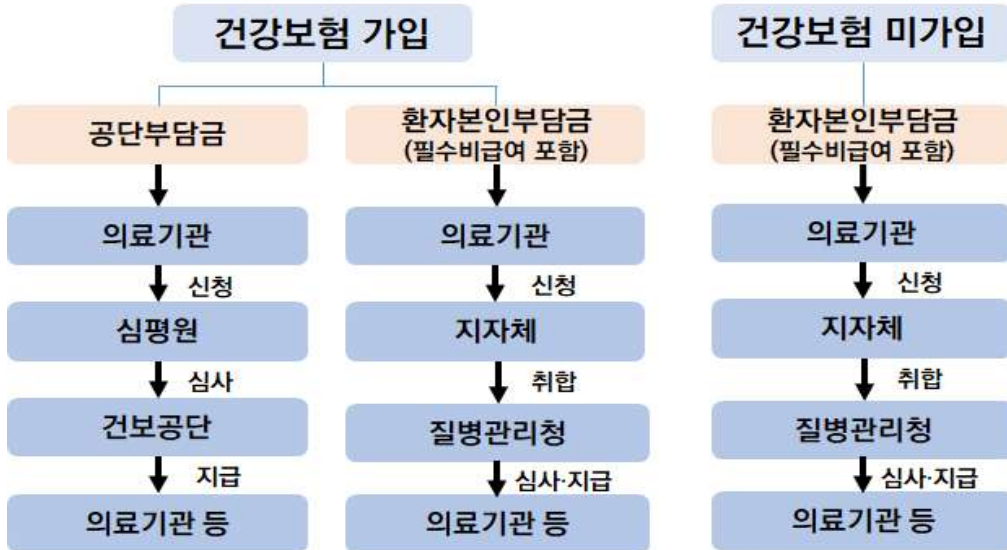 건강보험 가입
건강보험 미가입
공단부담금
환자본인부담금
(필수비급여 포함)
환자본인부담금
(필수비급여 포함)
의료기관
의료기관
의료기관
신청
신청
신청
심평원
지자체
지자체
심사
취합
취합
건보공단
질병관리청
질병관리청
지급
심사·지급
심사·지급
의료기관 등
의료기관 등
의료기관 등